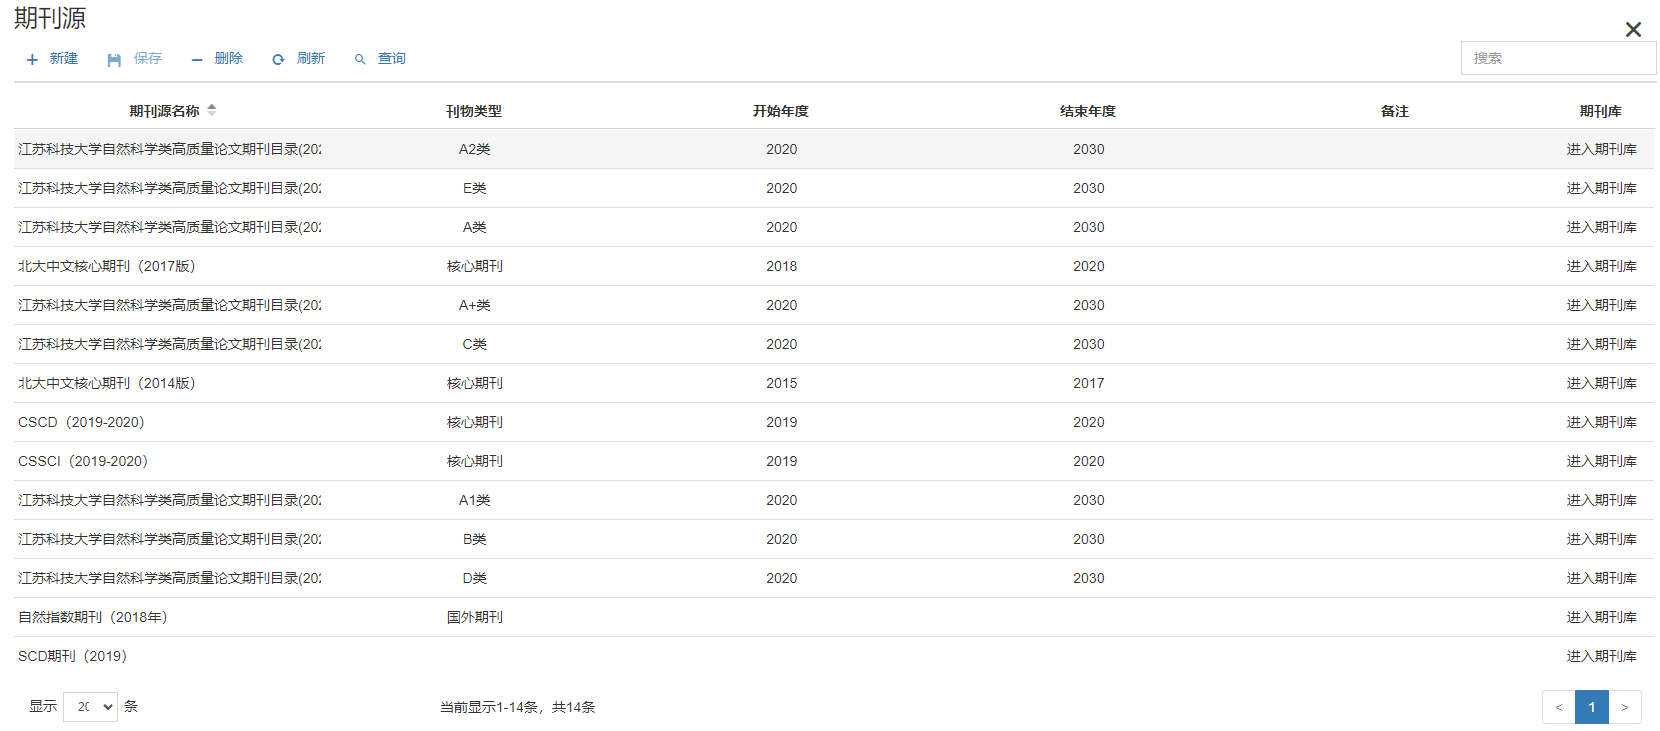 期刊源
新建 保存 删除 刷新 查询 搜索
期刊源名称 刊物类型 开始年度 结束年度 备注 期刊库
江苏科技大学自然科学类高质量论文期刊目录(202 A2类 2020 2030 进入期刊库
江苏科技大学自然科学类高质量论文期刊目录(202 E类 2020 2030 进入期刊库
江苏科技大学自然科学类高质量论文期刊目录(202 A类 2020 2030 进入期刊库
北大中文核心期刊（2017版） 核心期刊 2018 2020 进入期刊库
江苏科技大学自然科学类高质量论文期刊目录(202 A+类 2020 2030 进入期刊库
江苏科技大学自然科学类高质量论文期刊目录(202 C类 2020 2030 进入期刊库
北大中文核心期刊（2014版） 核心期刊 2015 2017 进入期刊库
CSCD（2019-2020） 核心期刊 2019 2020 进入期刊库
CSSCI（2019-2020） 核心期刊 2019 2020 进入期刊库
江苏科技大学自然科学类高质量论文期刊目录(202 A1类 2020 2030 进入期刊库
江苏科技大学自然科学类高质量论文期刊目录(202 B类 2020 2030 进入期刊库
江苏科技大学自然科学类高质量论文期刊目录(202 D类 2020 2030 进入期刊库
自然指数期刊（2018年） 国外期刊 进入期刊库
SCD期刊（2019） 进入期刊库
显示 20 条 当前显示1-14条，共14条 < 1 >